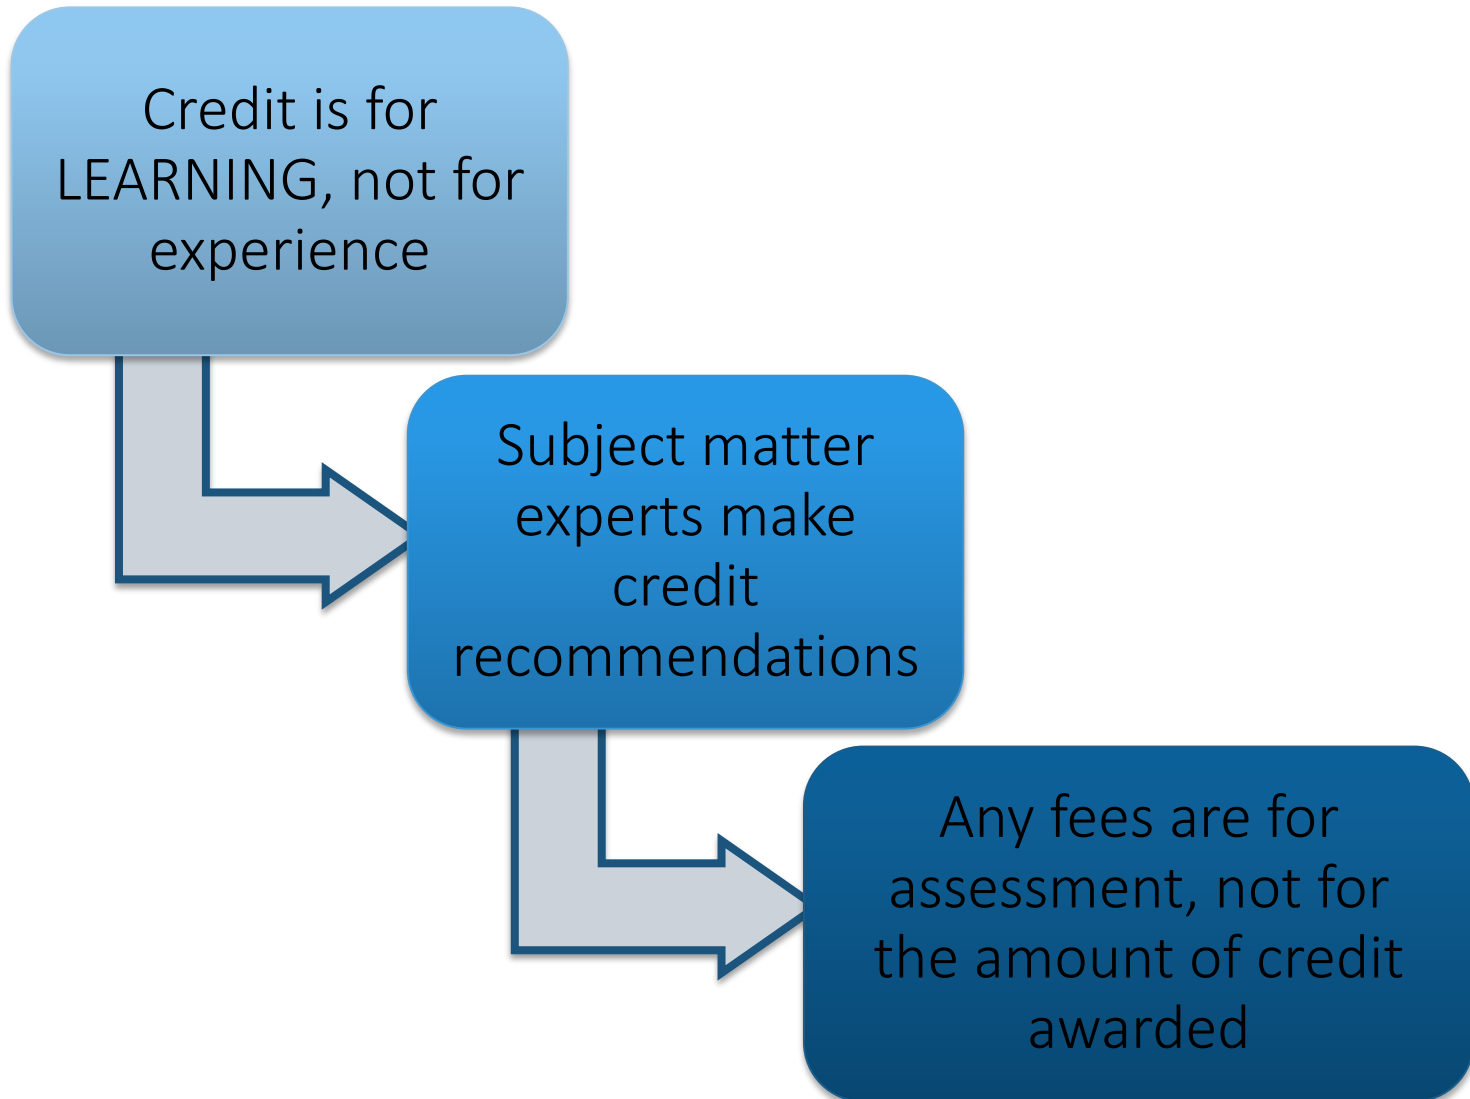 Credit is for
LEARNING, not for
experience
Subject matter
experts make
credit
recommendations
Any fees are for
assessment, not for
the amount of credit
awarded